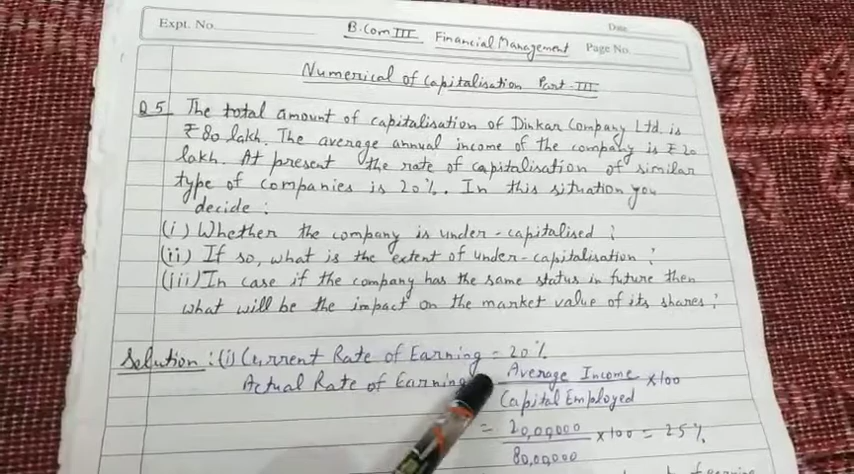 Expt. No.
B.Com III Financial Management
Date
Page No.
Numerical of Capitalisation Part-III
Q 5 The total amount of capitalisation of Dinkar Company Ltd. is
₹ 80 lakh. The average annual income of the company is ₹ 20
lakh. At present the rate of capitalisation of similar
type of companies is 20%. In this situation you
decide :
(i) Whether the company is under-capitalised ?
(ii) If so, what is the extent of under-capitalisation ?
(iii) In case if the company has the same status in future then
what will be the impact on the market value of its shares ?
Solution : (i) Current Rate of Earning = 20%
Actual Rate of Earning = Average Income / Capital Employed × 100
= 20,00,000 / 80,00,000 × 100 = 25%